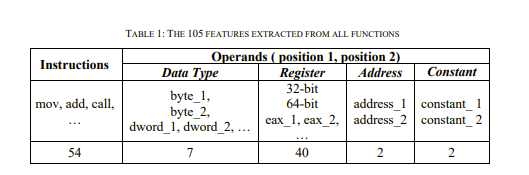 TABLE 1: THE 105 FEATURES EXTRACTED FROM ALL FUNCTIONS
Instructions
Operands ( position 1, position 2)
Data Type Register Address Constant
mov, add, call,
…
byte_1,
byte_2,
dword_1, dword_2, …
32-bit
64-bit
eax_1, eax_2,
…
address_1
address_2
constant_ 1
constant_ 2
54 7 40 2 2